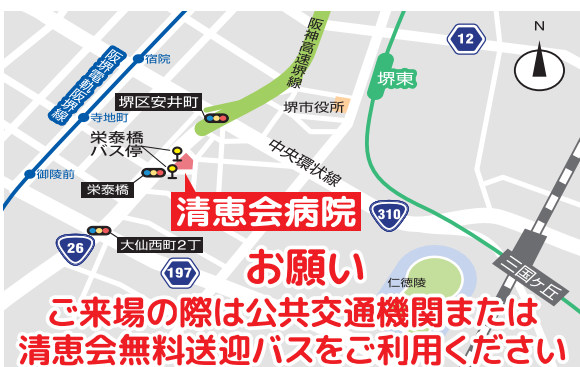 N
12
宿院
阪神高速堺線
阪堺電軌阪堺線
堺東
堺区安井町
堺市役所
寺地町
栄泰橋
バス停
中央環状線
御陵前
栄泰橋
清恵会病院
310
大仙西町2丁
26
197
三国ヶ丘
仁徳陵
お願い
ご来場の際は公共交通機関または
清恵会無料送迎バスをご利用ください